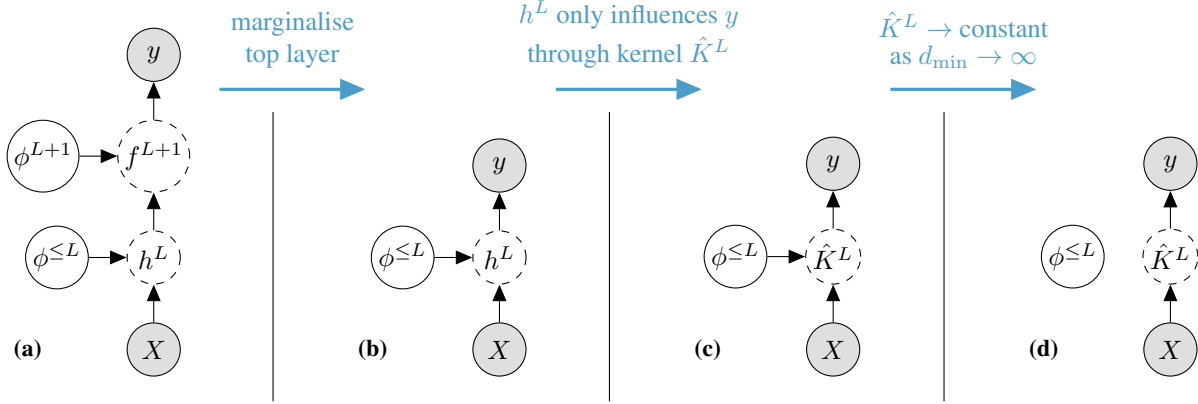 marginalise
top layer
h^L only influences y
through kernel K̂^L
K̂^L → constant
as d_min → ∞
y
ϕ^{L+1} f^{L+1}
ϕ^{≤L} h^L
X
(a)
y
ϕ^{≤L} h^L
X
(b)
y
ϕ^{≤L} K̂^L
X
(c)
y
ϕ^{≤L} K̂^L
X
(d)